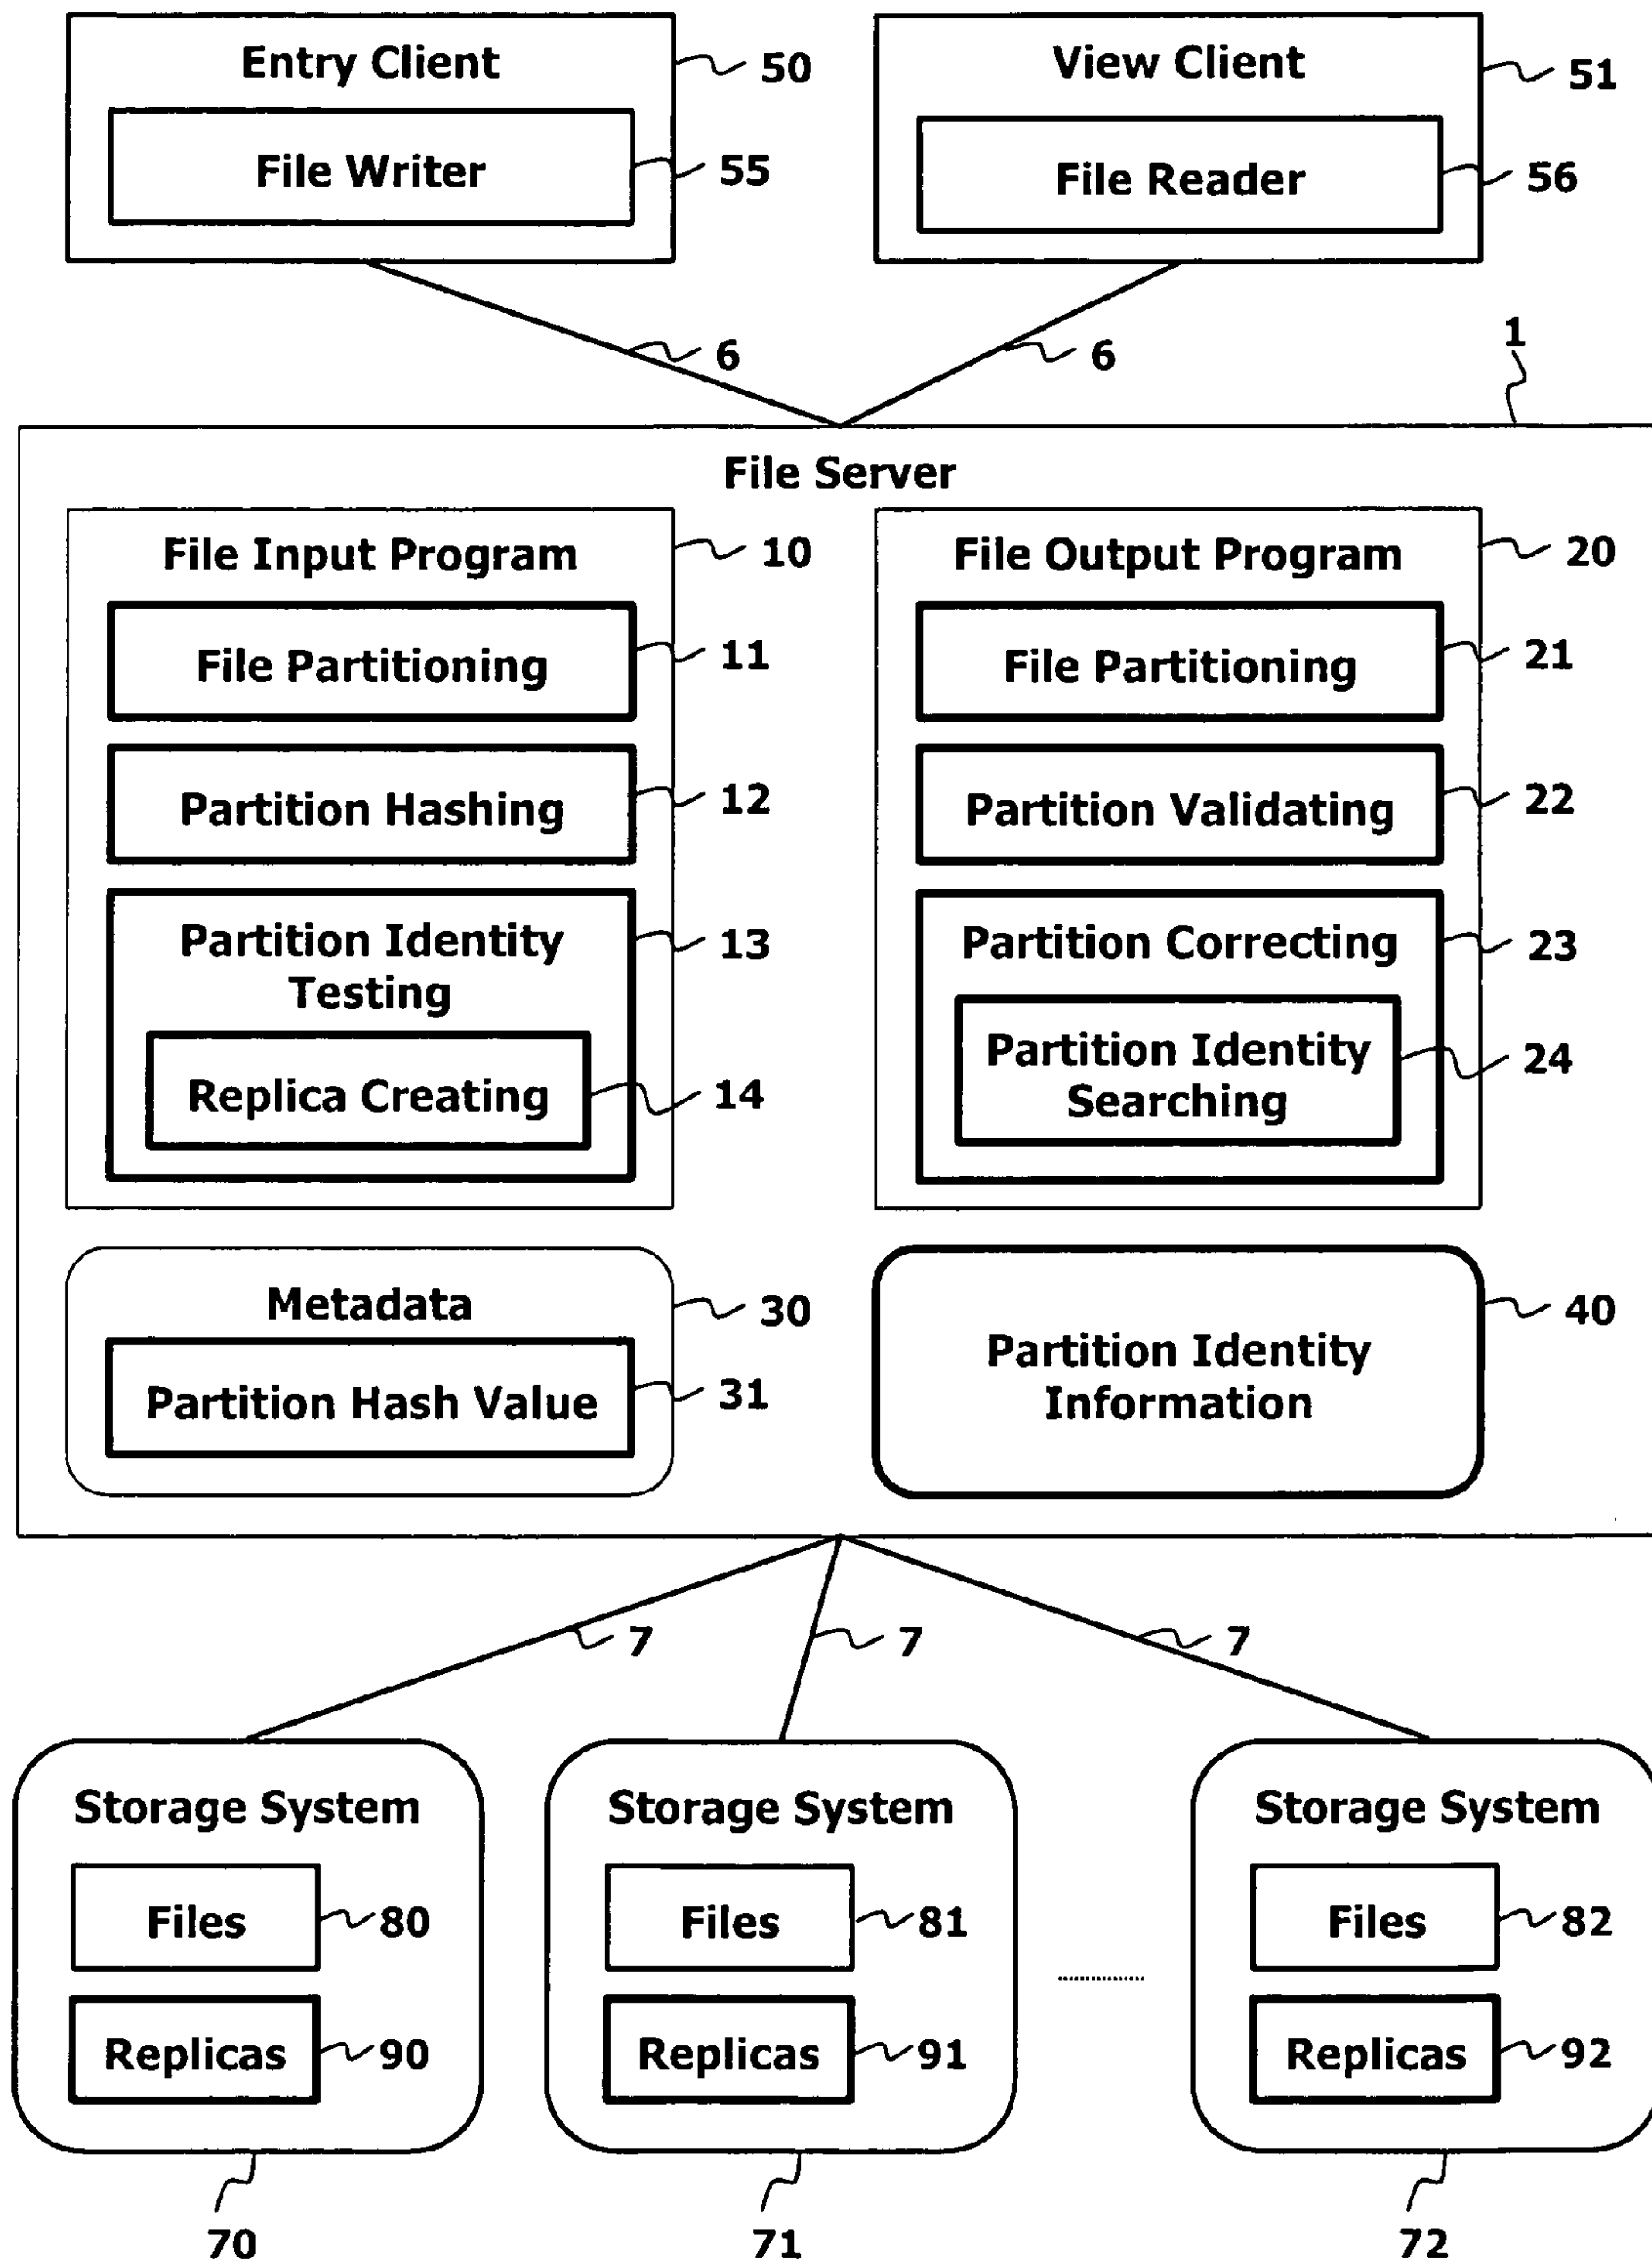 Entry Client
50
File Writer
55
View Client
51
File Reader
56
6
6
1
File Server
File Input Program
10
File Partitioning
11
Partition Hashing
12
Partition Identity
Testing
13
Replica Creating
14
File Output Program
20
File Partitioning
21
Partition Validating
22
Partition Correcting
23
Partition Identity
Searching
24
Metadata
30
Partition Hash Value
31
Partition Identity
Information
40
7
7
7
Storage System
Files
80
Replicas
90
70
Storage System
Files
81
Replicas
91
71
Storage System
Files
82
Replicas
92
72